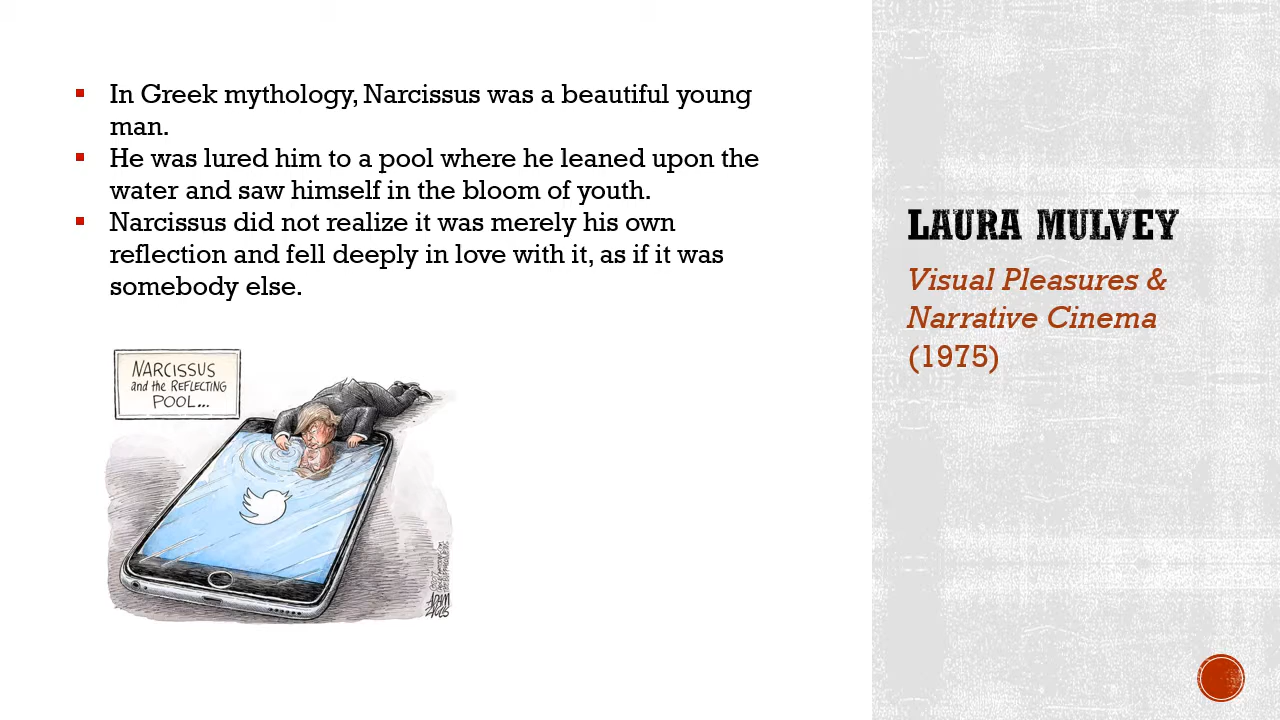 In Greek mythology, Narcissus was a beautiful young
man.
He was lured him to a pool where he leaned upon the
water and saw himself in the bloom of youth.
Narcissus did not realize it was merely his own
reflection and fell deeply in love with it, as if it was
somebody else.
NARCISSUS
and the REFLECTING
POOL...
ADAM
LAURA MULVEY
Visual Pleasures &
Narrative Cinema
(1975)